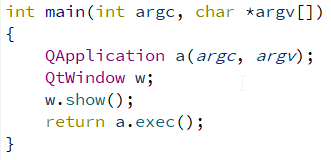 int main(int argc, char *argv[])
{
    QApplication a(argc, argv);
    QtWindow w;
    w.show();
    return a.exec();
}